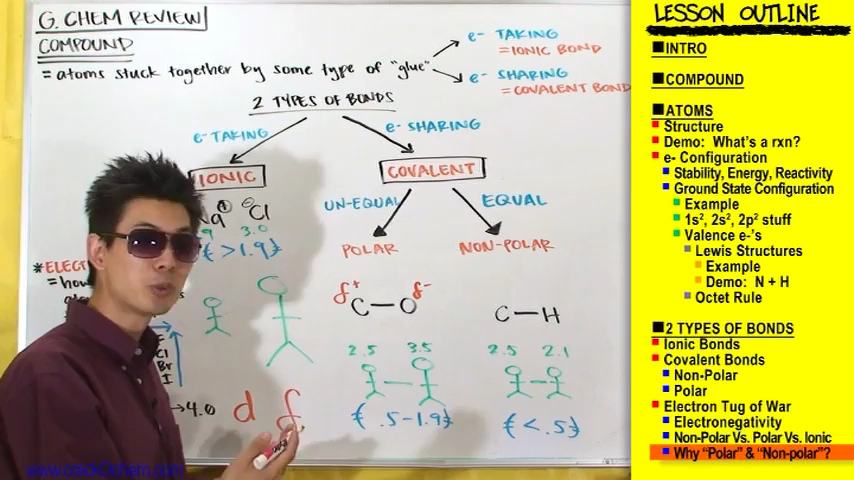 G. CHEM REVIEW
COMPOUND
= atoms stuck together by some type of "glue"
e- TAKING
= IONIC BOND
e- SHARING
= COVALENT BOND
2 TYPES OF BONDS
e- TAKING
e- SHARING
IONIC
COVALENT
UN-EQUAL
EQUAL
POLAR
NON-POLAR
Cl
3.0
(≠ >1.9)
δ+ C — O δ-
C — H
2.5 3.5
2.5 2.1
(≠ .5-1.9)
(≠ <.5)
Cl
Br
I
→4.0
d
LESSON OUTLINE
INTRO
COMPOUND
ATOMS
Structure
Demo: What's a rxn?
e- Configuration
Stability, Energy, Reactivity
Ground State Configuration
Example
1s², 2s², 2p² stuff
Valence e-'s
Lewis Structures
Example
Demo: N + H
Octet Rule
2 TYPES OF BONDS
Ionic Bonds
Covalent Bonds
Non-Polar
Polar
Electron Tug of War
Electronegativity
Non-Polar Vs. Polar Vs. Ionic
Why "Polar" & "Non-polar"?